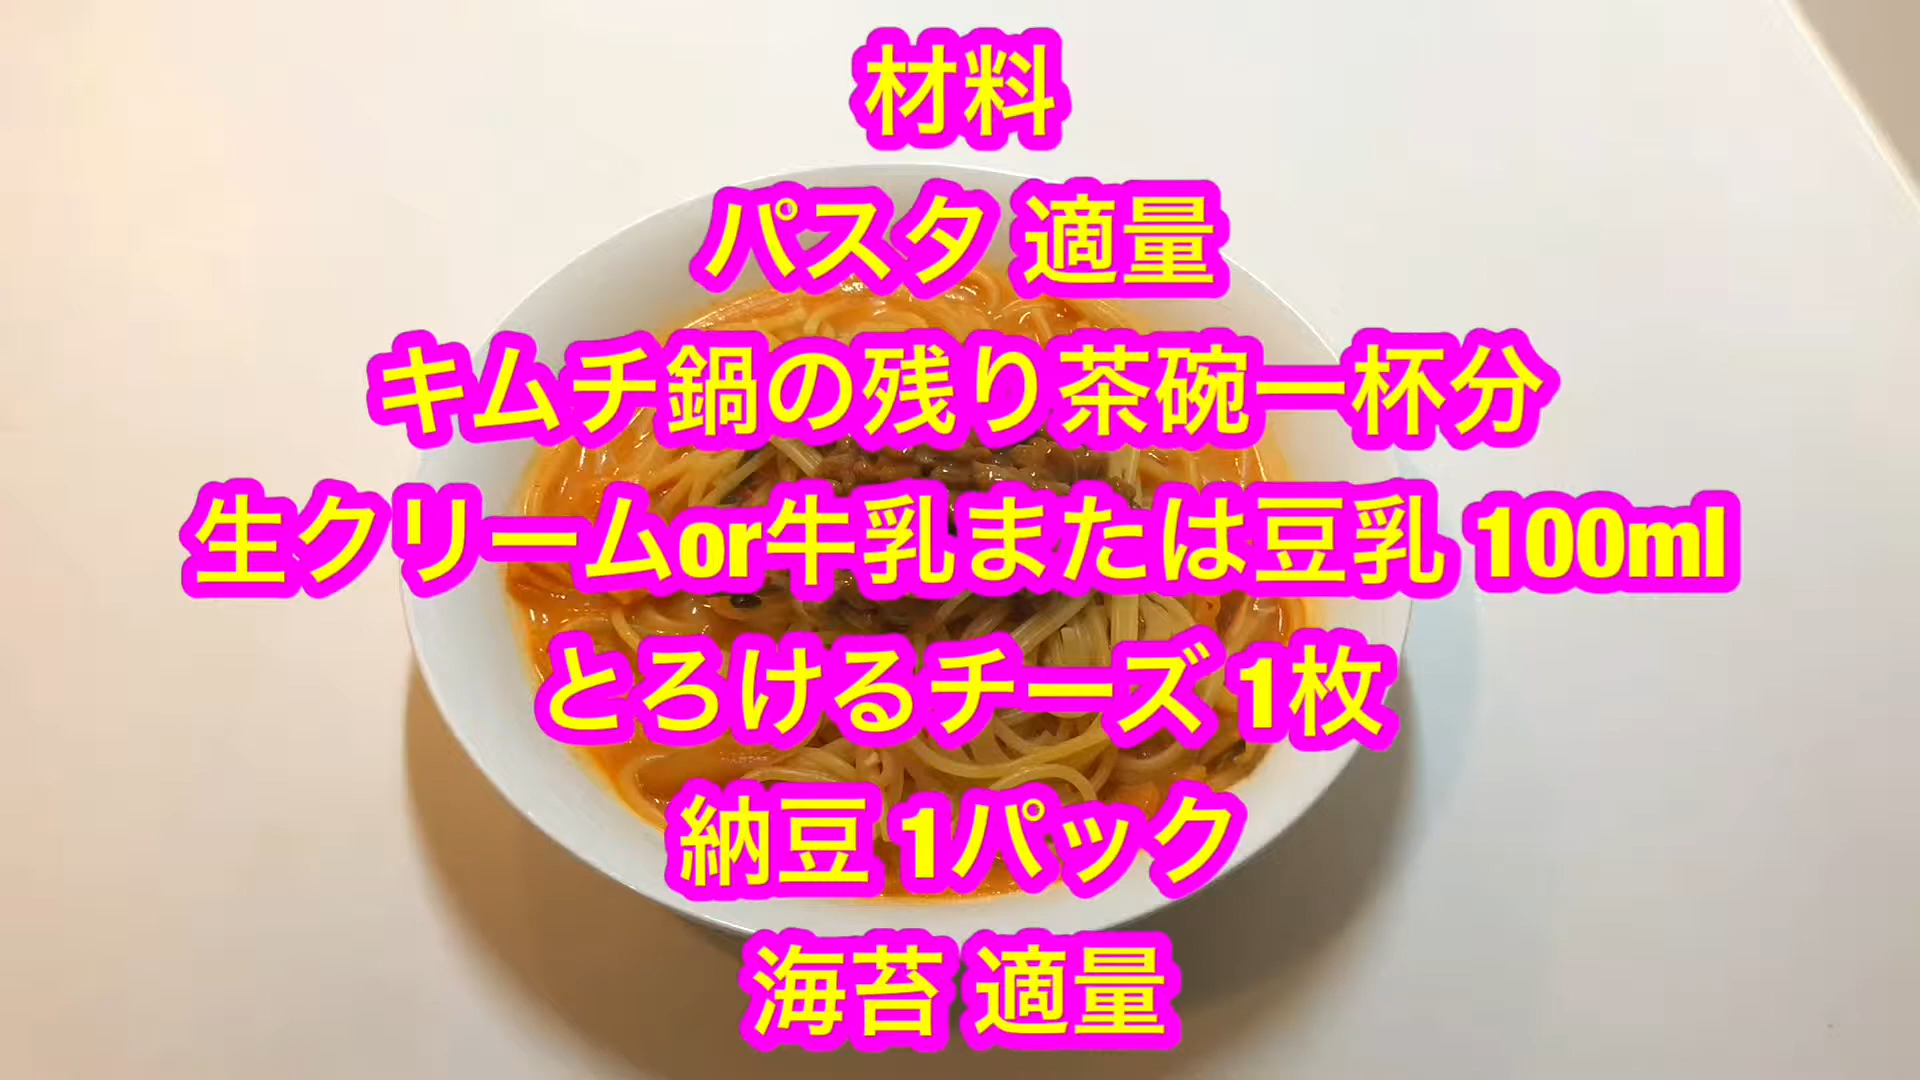 材料
パスタ 適量
キムチ鍋の残り茶碗一杯分
生クリームor牛乳または豆乳 100ml
とろけるチーズ 1枚
納豆 1パック
海苔 適量